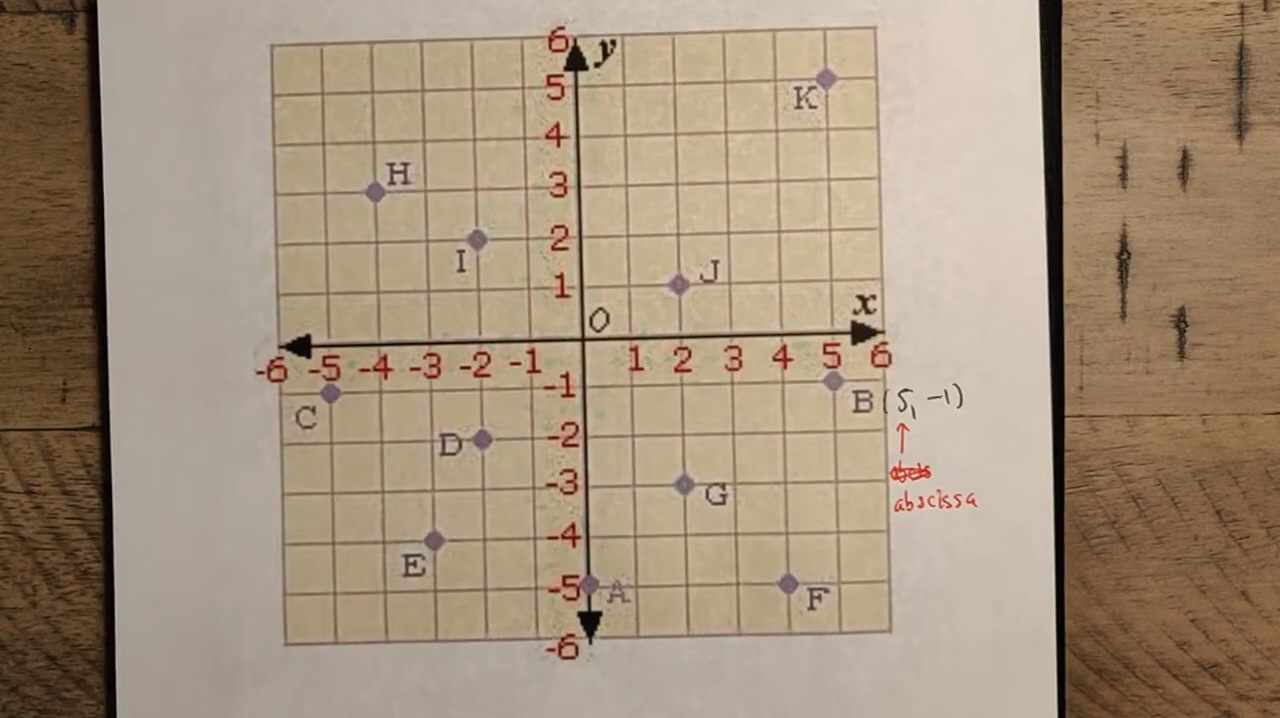 6 y
5 K
4
H 3
I 2
1 J
O x
-6 -5 -4 -3 -2 -1 1 2 3 4 5 6
C -1 B (5, -1)
D -2
-3 G
abscissa
E -4
-5 A F
-6